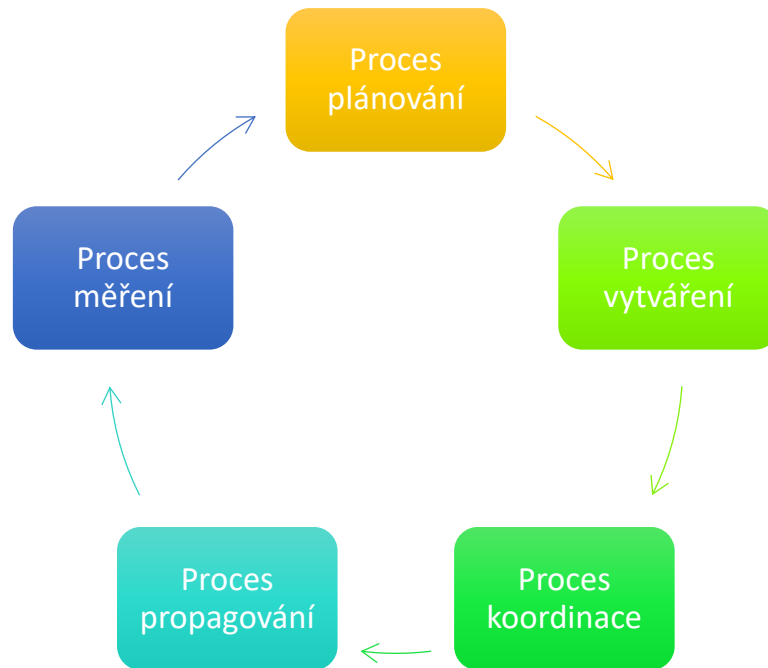 Proces
plánování
Proces
vytváření
Proces
koordinace
Proces
propagování
Proces
měření